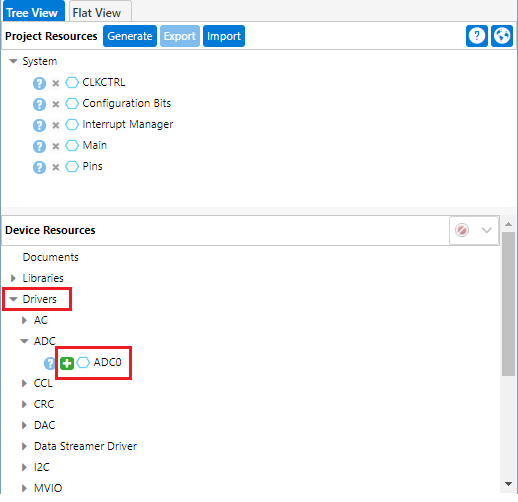 Tree View Flat View
Project Resources Generate Export Import
System
CLKCTRL
Configuration Bits
Interrupt Manager
Main
Pins
Device Resources
Documents
Libraries
Drivers
AC
ADC
ADC0
CCL
CRC
DAC
Data Streamer Driver
I2C
MVIO